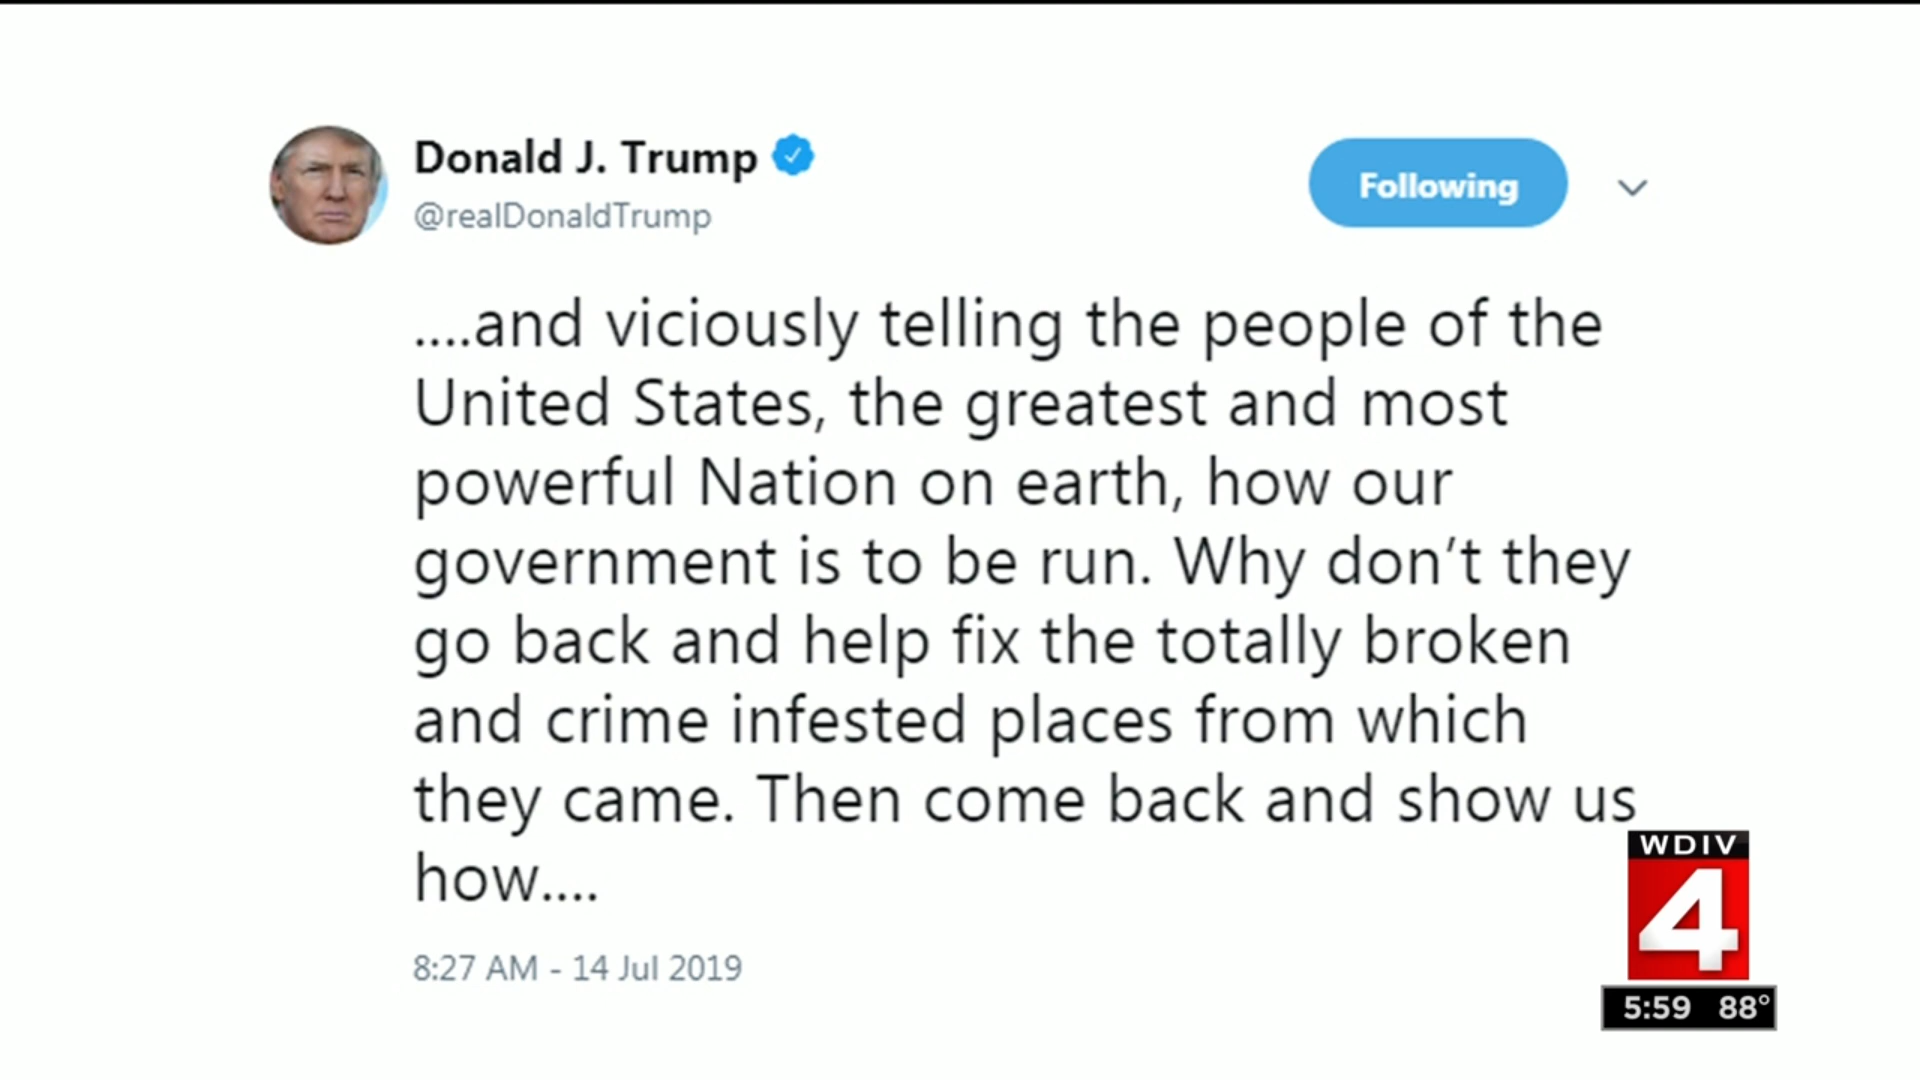 Donald J. Trump
@realDonaldTrump
Following
....and viciously telling the people of the
United States, the greatest and most
powerful Nation on earth, how our
government is to be run. Why don’t they
go back and help fix the totally broken
and crime infested places from which
they came. Then come back and show us
how....
8:27 AM - 14 Jul 2019
WDIV
4
5:59 88°